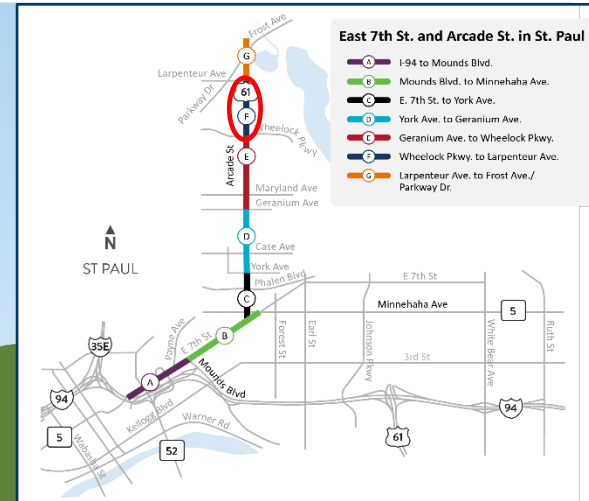 East 7th St. and Arcade St. in St. Paul
A I-94 to Mounds Blvd.
B Mounds Blvd. to Minnehaha Ave.
C E. 7th St. to York Ave.
D York Ave. to Geranium Ave.
E Geranium Ave. to Wheelock Pkwy.
F Wheelock Pkwy. to Larpenteur Ave.
G Larpenteur Ave. to Frost Ave./
Parkway Dr.
Frost Ave
G
Larpenteur Ave
Parkway Dr
61
F
Wheelock Pkwy
E
Arcade St
Maryland Ave
Geranium Ave
D
N
ST PAUL
Case Ave
York Ave
Phalen Blvd
E 7th St
C
Minnehaha Ave
5
35E
Payne Ave
E 7th St
B
Forest St
Earl St
Johnson Pkwy
White Bear Ave
Ruth St
3rd St
Mounds Blvd
A
94
Kellogg Blvd
Warner Rd
94
61
5
Wabasha St
52